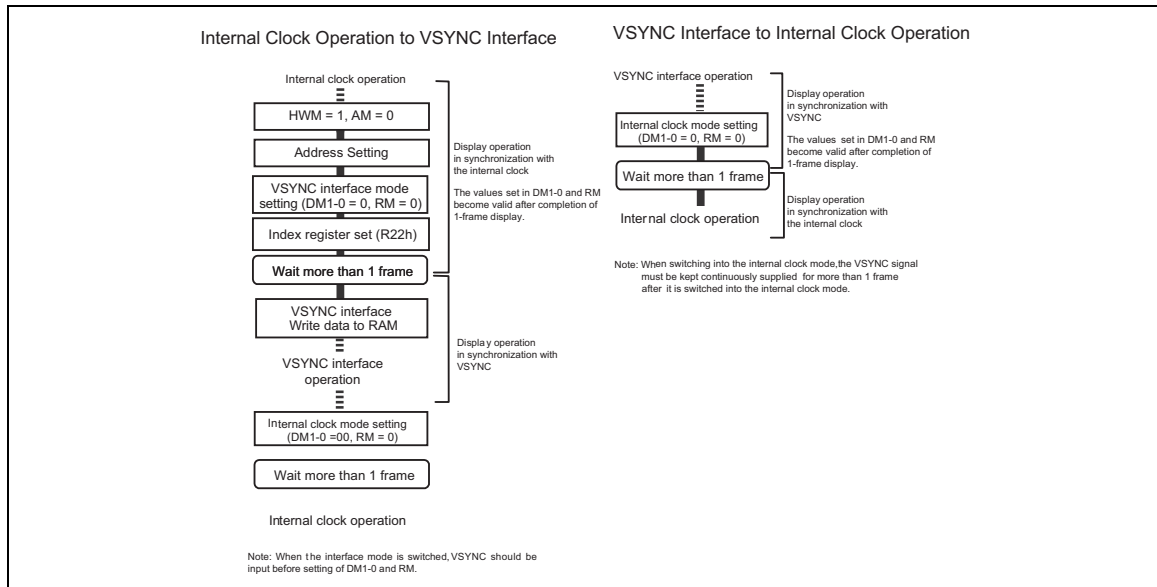 Internal Clock Operation to VSYNC Interface
Internal clock operation
HWM = 1, AM = 0
Address Setting
VSYNC interface mode
setting (DM1-0 = 0, RM = 0)
Index register set (R22h)
Wait more than 1 frame
VSYNC interface
Write data to RAM
VSYNC interface
operation
Internal clock mode setting
(DM1-0 =00, RM = 0)
Wait more than 1 frame
Internal clock operation
Display operation
in synchronization with
the internal clock
The values set in DM1-0 and RM
become valid after completion of
1-frame display.
Display operation
in synchronization with
VSYNC
Note: When the interface mode is switched, VSYNC should be
input before setting of DM1-0 and RM.
VSYNC Interface to Internal Clock Operation
VSYNC interface operation
Internal clock mode setting
(DM1-0 = 0, RM = 0)
Wait more than 1 frame
Internal clock operation
Display operation
in synchronization with
VSYNC
The values set in DM1-0 and RM
become valid after completion of
1-frame display.
Display operation
in synchronization with
the internal clock
Note: When switching into the internal clock mode,the VSYNC signal
must be kept continuously supplied for more than 1 frame
after it is switched into the internal clock mode.